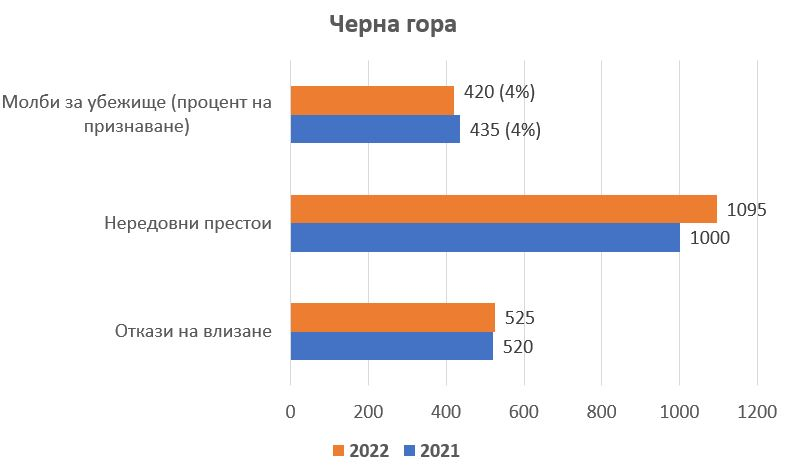 Черна гора
Молби за убежище (процент на
признаване)
420 (4%)
435 (4%)
Нередовни престои
1095
1000
Откази на влизане
525
520
0 200 400 600 800 1000 1200
2022 2021